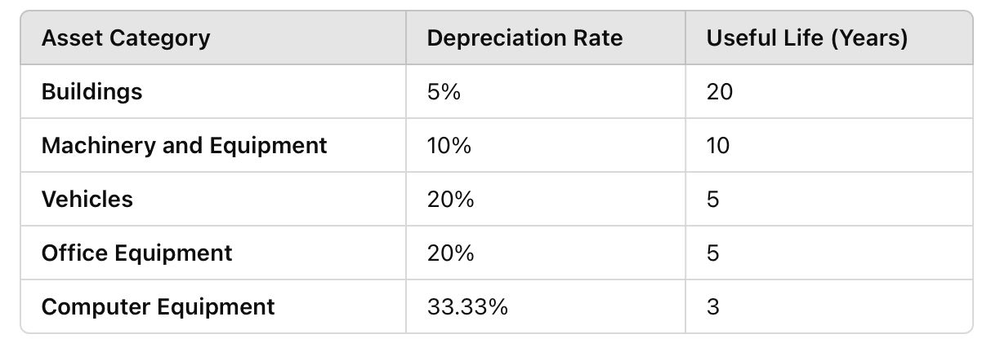 Asset Category Depreciation Rate Useful Life (Years)
Buildings 5% 20
Machinery and Equipment 10% 10
Vehicles 20% 5
Office Equipment 20% 5
Computer Equipment 33.33% 3